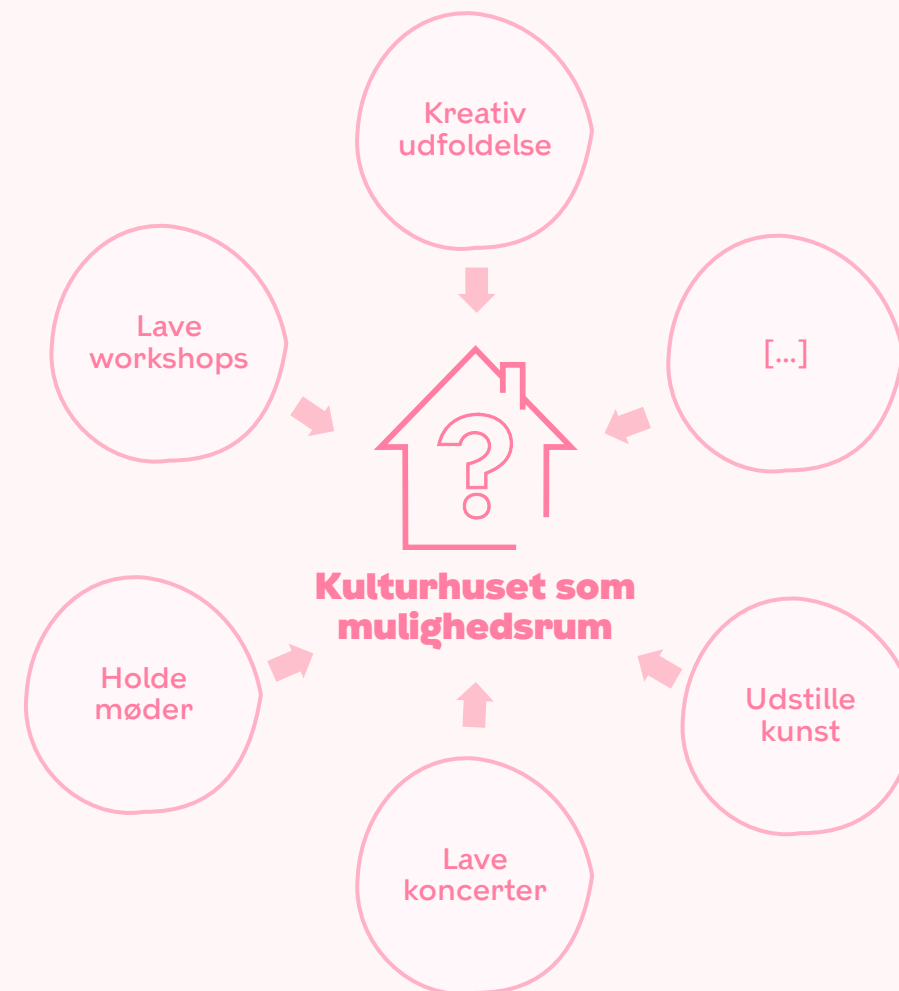 Kreativ
udfoldelse
Lave
workshops
[...]
?
Kulturhuset som
mulighedsrum
Holde
møder
Udstille
kunst
Lave
koncerter